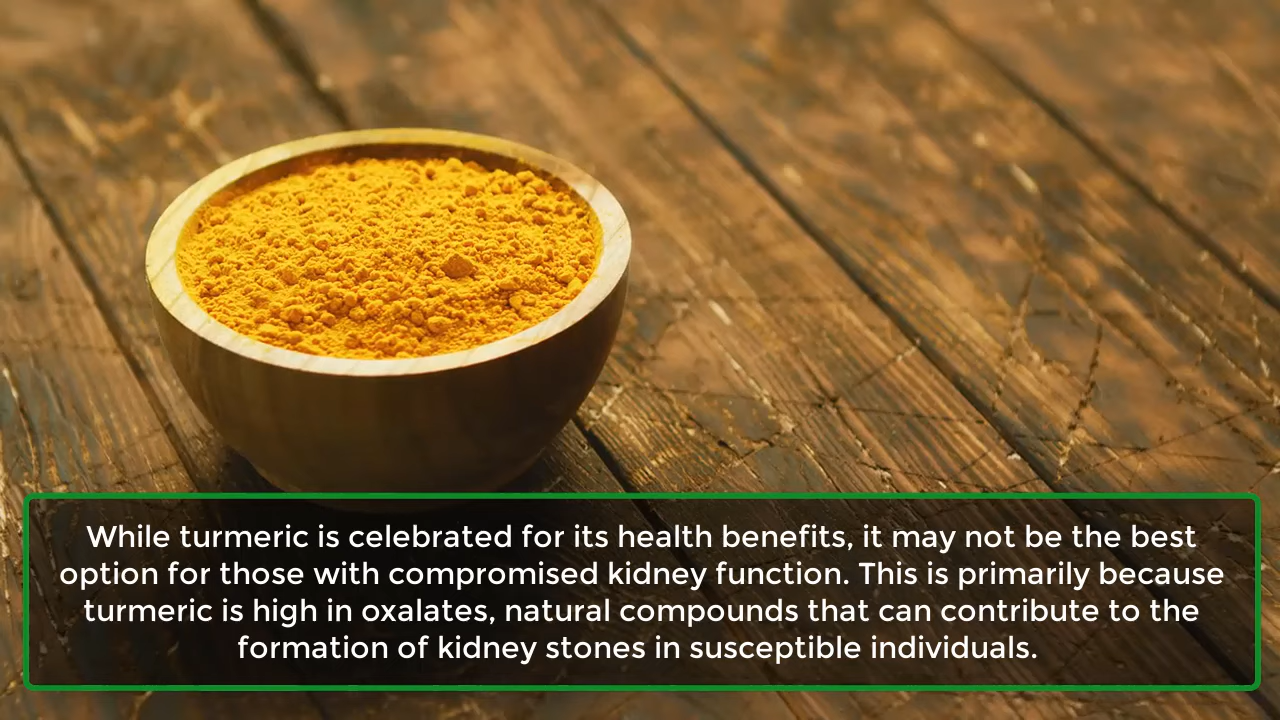 While turmeric is celebrated for its health benefits, it may not be the best
option for those with compromised kidney function. This is primarily because
turmeric is high in oxalates, natural compounds that can contribute to the
formation of kidney stones in susceptible individuals.